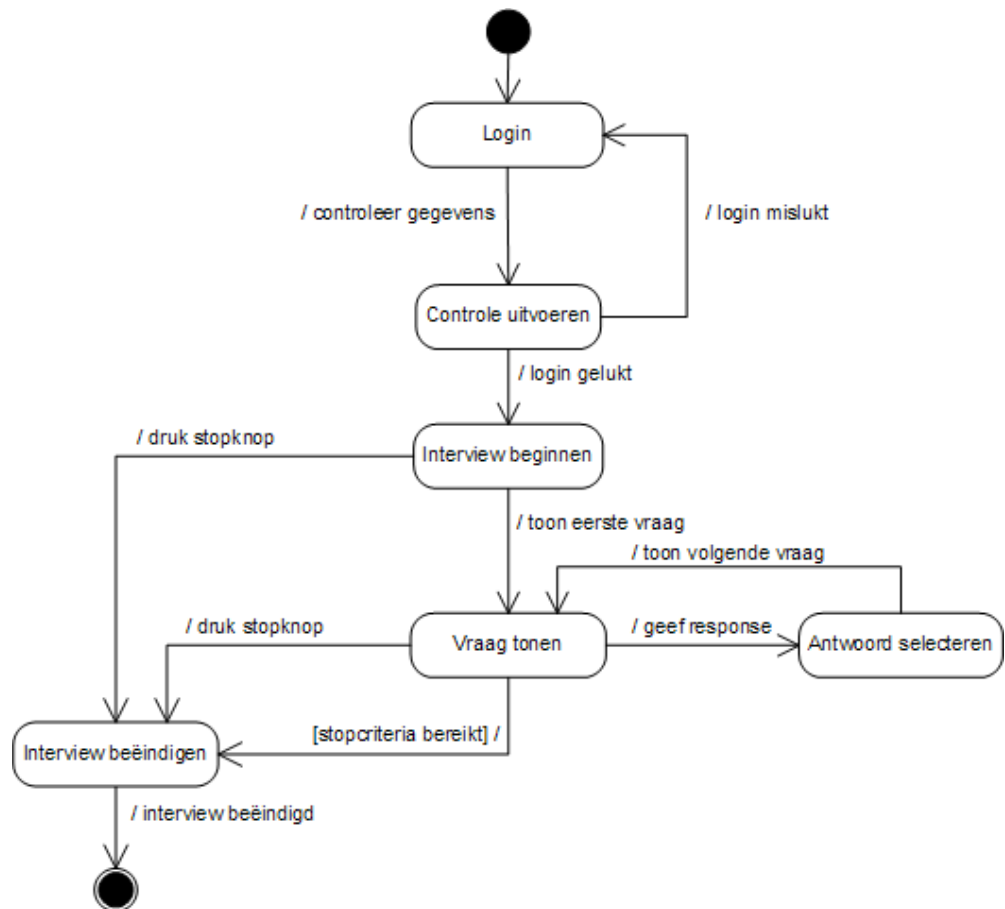 Login
/ controleer gegevens
/ login mislukt
Controle uitvoeren
/ login gelukt
/ druk stopknop
Interview beginnen
/ toon eerste vraag
/ toon volgende vraag
/ druk stopknop
Vraag tonen
/ geef response
Antwoord selecteren
[stopcriteria bereikt] /
Interview beëindigen
/ interview beëindigd